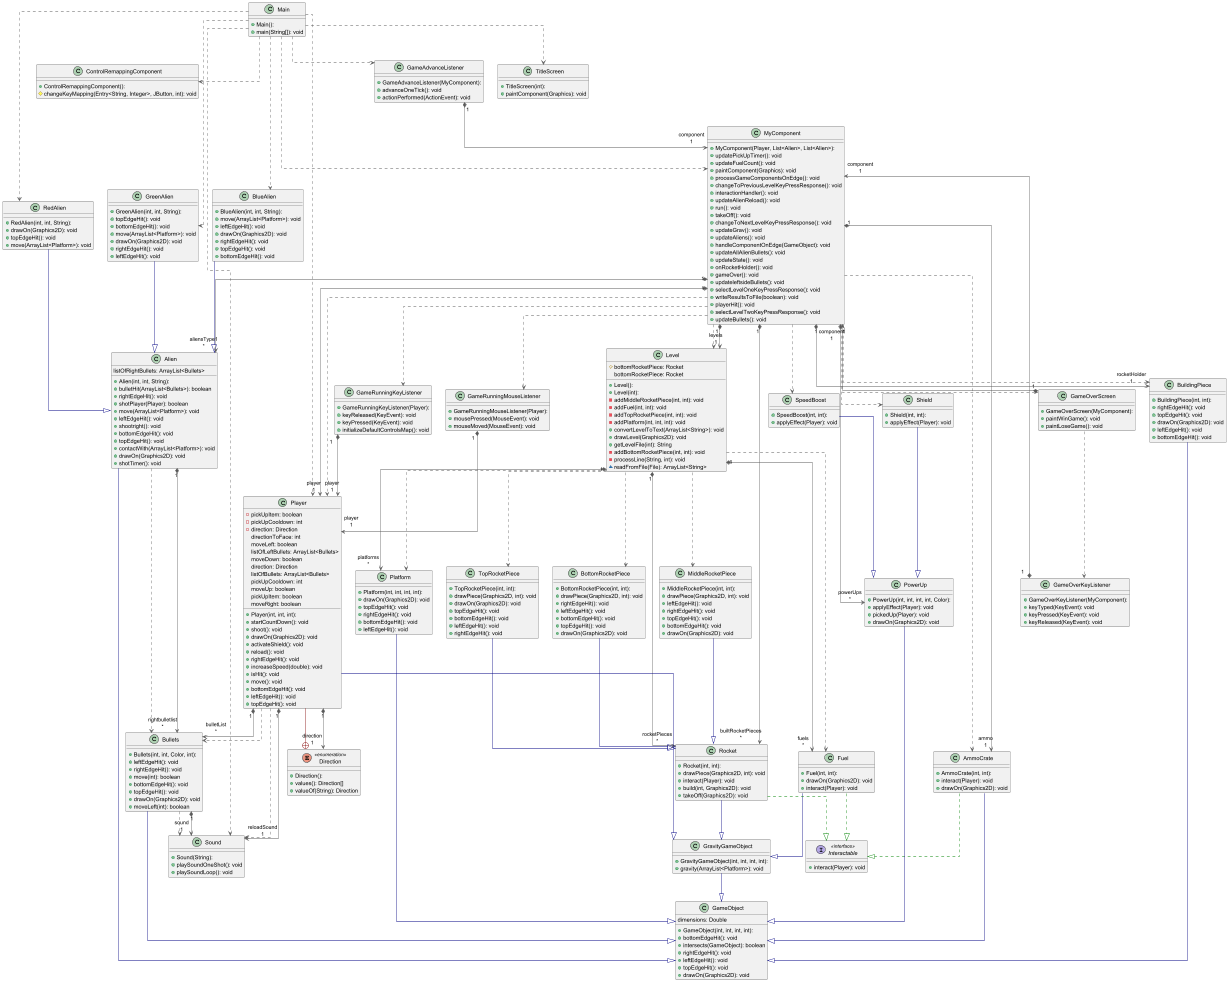 Main
Main():
main(String[]): void
ControlRemappingComponent
ControlRemappingComponent():
changeKeyMapping(Entry<String, Integer>, JButton, int): void
GameAdvanceListener
GameAdvanceListener(MyComponent):
advanceOneTick(): void
actionPerformed(ActionEvent): void
TitleScreen
TitleScreen(int):
paintComponent(Graphics): void
1
component
1
MyComponent
MyComponent(Player, List<Alien>, List<Alien>):
updatePickUpTimer(): void
updateFuelCount(): void
paintComponent(Graphics): void
processGameComponentsOnEdge(): void
changeToPreviousLevelKeyPressResponse(): void
interactionHandler(): void
updateAlienReload(): void
run(): void
takeOff(): void
changeToNextLevelKeyPressResponse(): void
updateGrav(): void
updateAliens(): void
handleComponentOnEdge(GameObject): void
updateAllAlienBullets(): void
updateState(): void
onRocketHolder(): void
gameOver(): void
updateleftsideBullets(): void
selectLevelOneKeyPressResponse(): void
writeResultsToFile(boolean): void
playerHit(): void
selectLevelTwoKeyPressResponse(): void
updateBullets(): void
component
1
RedAlien
RedAlien(int, int, String):
drawOn(Graphics2D): void
topEdgeHit(): void
move(ArrayList<Platform>): void
GreenAlien
GreenAlien(int, int, String):
topEdgeHit(): void
bottomEdgeHit(): void
move(ArrayList<Platform>): void
drawOn(Graphics2D): void
rightEdgeHit(): void
leftEdgeHit(): void
BlueAlien
BlueAlien(int, int, String):
move(ArrayList<Platform>): void
leftEdgeHit(): void
drawOn(Graphics2D): void
rightEdgeHit(): void
topEdgeHit(): void
bottomEdgeHit(): void
aliensType1
*
levels
component
1
rocketHolder
1
Alien
listOfRightBullets: ArrayList<Bullets>
Alien(int, int, String):
bulletHit(ArrayList<Bullets>): boolean
rightEdgeHit(): void
shotPlayer(Player): boolean
move(ArrayList<Platform>): void
leftEdgeHit(): void
shootright(): void
bottomEdgeHit(): void
topEdgeHit(): void
contactWith(ArrayList<Platform>): void
drawOn(Graphics2D): void
shotTimer(): void
GameRunningKeyListener
GameRunningKeyListener(Player):
keyReleased(KeyEvent): void
keyPressed(KeyEvent): void
initializeDefaultControlsMap(): void
GameRunningMouseListener
GameRunningMouseListener(Player):
mousePressed(MouseEvent): void
mouseMoved(MouseEvent): void
Level
bottomRocketPiece: Rocket
bottomRocketPiece: Rocket
Level():
Level(int):
addMiddleRocketPiece(int, int): void
addFuel(int, int): void
addTopRocketPiece(int, int): void
addPlatform(int, int, int): void
convertLevelToText(ArrayList<String>): void
drawLevel(Graphics2D): void
getLevelFile(int): String
addBottomRocketPiece(int, int): void
processLine(String, int): void
readFromFile(File): ArrayList<String>
SpeedBoost
SpeedBoost(int, int):
applyEffect(Player): void
Shield
Shield(int, int):
applyEffect(Player): void
GameOverScreen
GameOverScreen(MyComponent):
paintWinGame(): void
paintLoseGame(): void
BuildingPiece
BuildingPiece(int, int):
rightEdgeHit(): void
topEdgeHit(): void
drawOn(Graphics2D): void
leftEdgeHit(): void
bottomEdgeHit(): void
Player
pickUpItem: boolean
pickUpCooldown: int
direction: Direction
directionToFace: int
moveLeft: boolean
listOfLeftBullets: ArrayList<Bullets>
moveDown: boolean
direction: Direction
listOfBullets: ArrayList<Bullets>
pickUpCooldown: int
moveUp: boolean
pickUpItem: boolean
moveRight: boolean
Player(int, int, int):
startCountDown(): void
shoot(): void
drawOn(Graphics2D): void
activateShield(): void
reload(): void
rightEdgeHit(): void
increaseSpeed(double): void
isHit(): void
move(): void
bottomEdgeHit(): void
leftEdgeHit(): void
topEdgeHit(): void
player
1
platforms
*
Platform
Platform(int, int, int, int):
drawOn(Graphics2D): void
topEdgeHit(): void
rightEdgeHit(): void
bottomEdgeHit(): void
leftEdgeHit(): void
TopRocketPiece
TopRocketPiece(int, int):
drawPiece(Graphics2D, int): void
drawOn(Graphics2D): void
topEdgeHit(): void
bottomEdgeHit(): void
leftEdgeHit(): void
rightEdgeHit(): void
BottomRocketPiece
BottomRocketPiece(int, int):
drawPiece(Graphics2D, int): void
rightEdgeHit(): void
leftEdgeHit(): void
bottomEdgeHit(): void
topEdgeHit(): void
drawOn(Graphics2D): void
MiddleRocketPiece
MiddleRocketPiece(int, int):
drawPiece(Graphics2D, int): void
leftEdgeHit(): void
rightEdgeHit(): void
topEdgeHit(): void
bottomEdgeHit(): void
drawOn(Graphics2D): void
powerUps
*
PowerUp
PowerUp(int, int, int, int, Color):
applyEffect(Player): void
pickedUp(Player): void
drawOn(Graphics2D): void
GameOverKeyListener
GameOverKeyListener(MyComponent):
keyTyped(KeyEvent): void
keyPressed(KeyEvent): void
keyReleased(KeyEvent): void
rightbulletlist
*
bulletList
*
direction
1
rocketPieces
*
builtRocketPieces
*
fuels
*
ammo
1
Bullets
Bullets(int, int, Color, int):
leftEdgeHit(): void
rightEdgeHit(): void
move(int): boolean
bottomEdgeHit(): void
topEdgeHit(): void
drawOn(Graphics2D): void
moveLeft(int): boolean
«enumeration»
Direction
Direction():
values(): Direction[]
valueOf(String): Direction
Rocket
Rocket(int, int):
drawPiece(Graphics2D, int): void
interact(Player): void
build(int, Graphics2D): void
takeOff(Graphics2D): void
Fuel
Fuel(int, int):
drawOn(Graphics2D): void
interact(Player): void
AmmoCrate
AmmoCrate(int, int):
interact(Player): void
drawOn(Graphics2D): void
sound
1
reloadSound
1
Sound
Sound(String):
playSoundOneShot(): void
playSoundLoop(): void
GravityGameObject
GravityGameObject(int, int, int, int):
gravity(ArrayList<Platform>): void
«interface»
Interactable
interact(Player): void
GameObject
dimensions: Double
GameObject(int, int, int, int):
bottomEdgeHit(): void
intersects(GameObject): boolean
rightEdgeHit(): void
leftEdgeHit(): void
topEdgeHit(): void
drawOn(Graphics2D): void